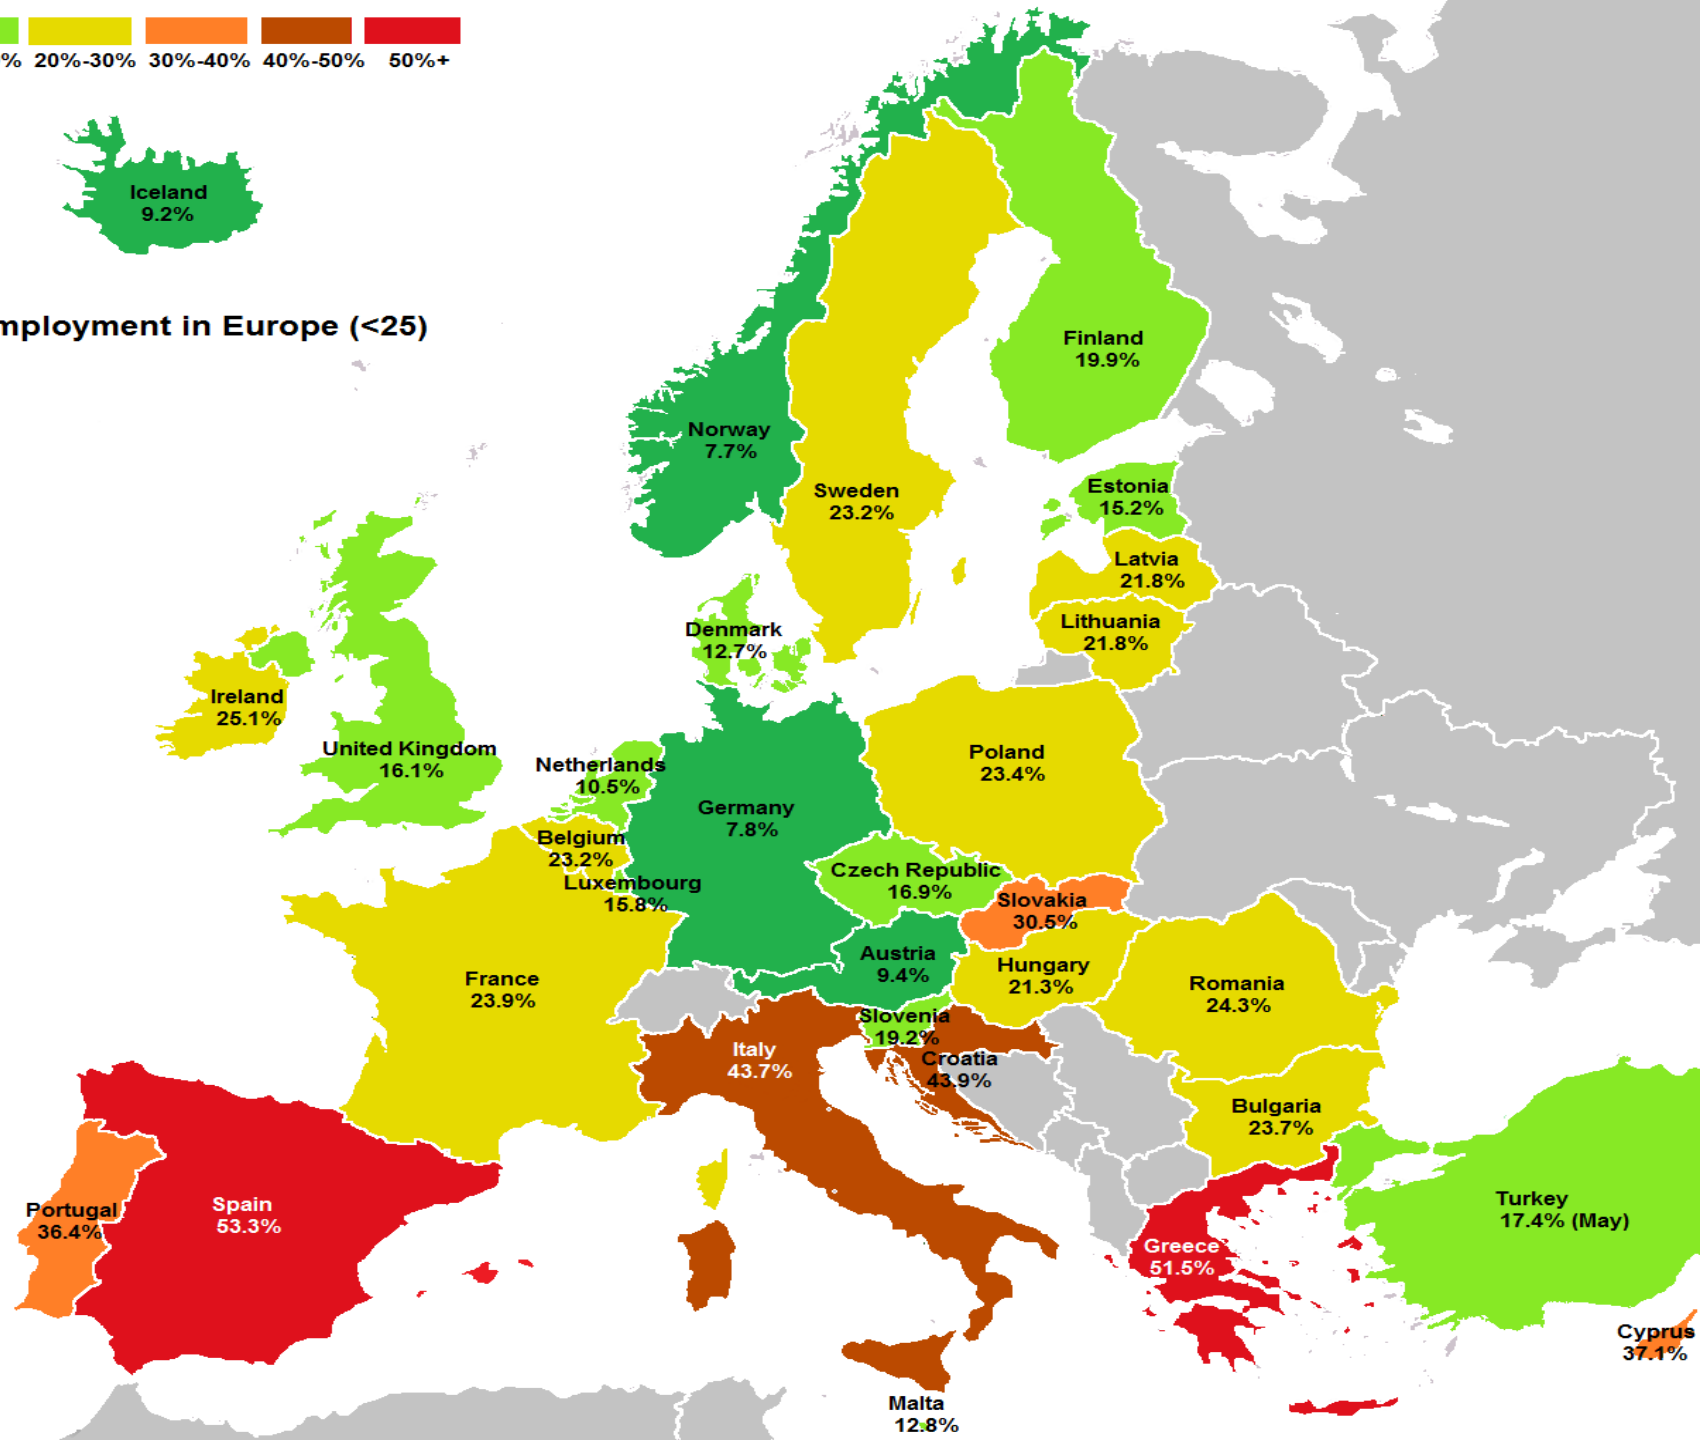 % 20%-30% 30%-40% 40%-50% 50%+
Iceland
9.2%
mployment in Europe (<25)
Finland
19.9%
Norway
7.7%
Sweden
23.2%
Estonia
15.2%
Latvia
21.8%
Lithuania
21.8%
Denmark
12.7%
Ireland
25.1%
United Kingdom
16.1%
Netherlands
10.5%
Poland
23.4%
Germany
7.8%
Belgium
23.2%
Luxembourg
15.8%
Czech Republic
16.9%
Slovakia
30.5%
Austria
9.4%
Hungary
21.3%
France
23.9%
Romania
24.3%
Slovenia
19.2%
Italy
43.7%
Croatia
43.9%
Bulgaria
23.7%
Portugal
36.4%
Spain
53.3%
Turkey
17.4% (May)
Greece
51.5%
Cyprus
37.1%
Malta
12.8%